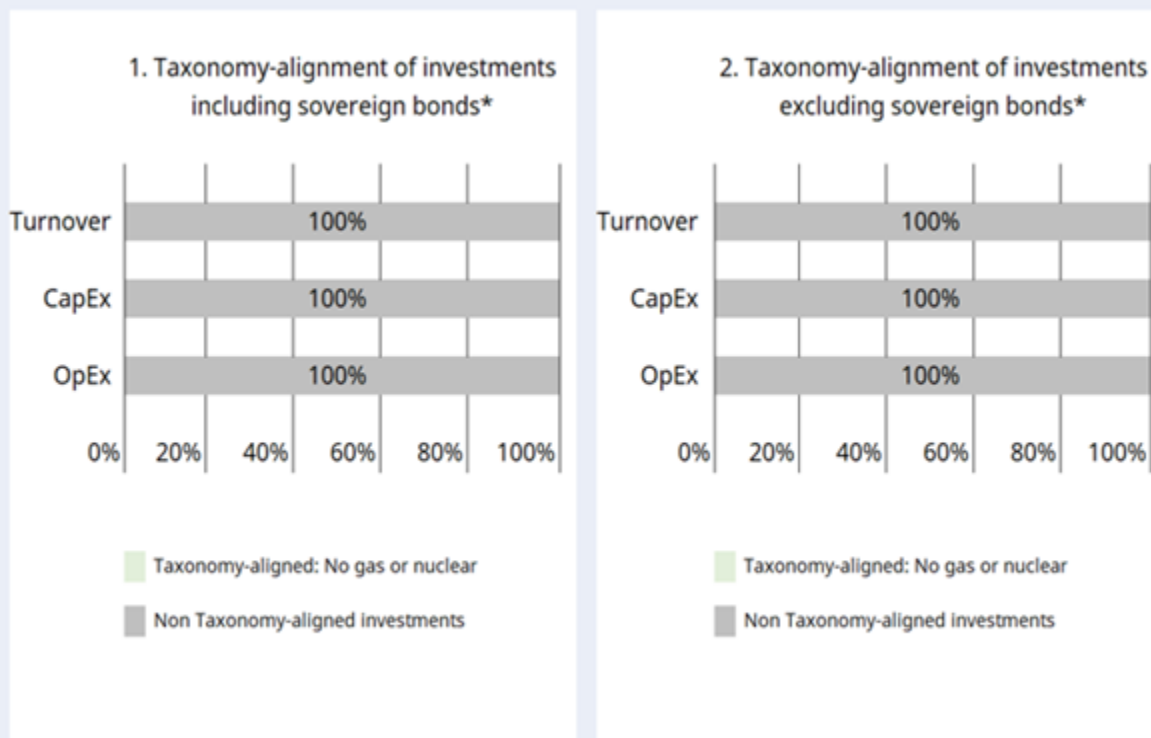 1. Taxonomy-alignment of investments
including sovereign bonds*
Turnover 100%
CapEx 100%
OpEx 100%
0% 20% 40% 60% 80% 100%
Taxonomy-aligned: No gas or nuclear
Non Taxonomy-aligned investments
2. Taxonomy-alignment of investments
excluding sovereign bonds*
Turnover 100%
CapEx 100%
OpEx 100%
0% 20% 40% 60% 80% 100%
Taxonomy-aligned: No gas or nuclear
Non Taxonomy-aligned investments